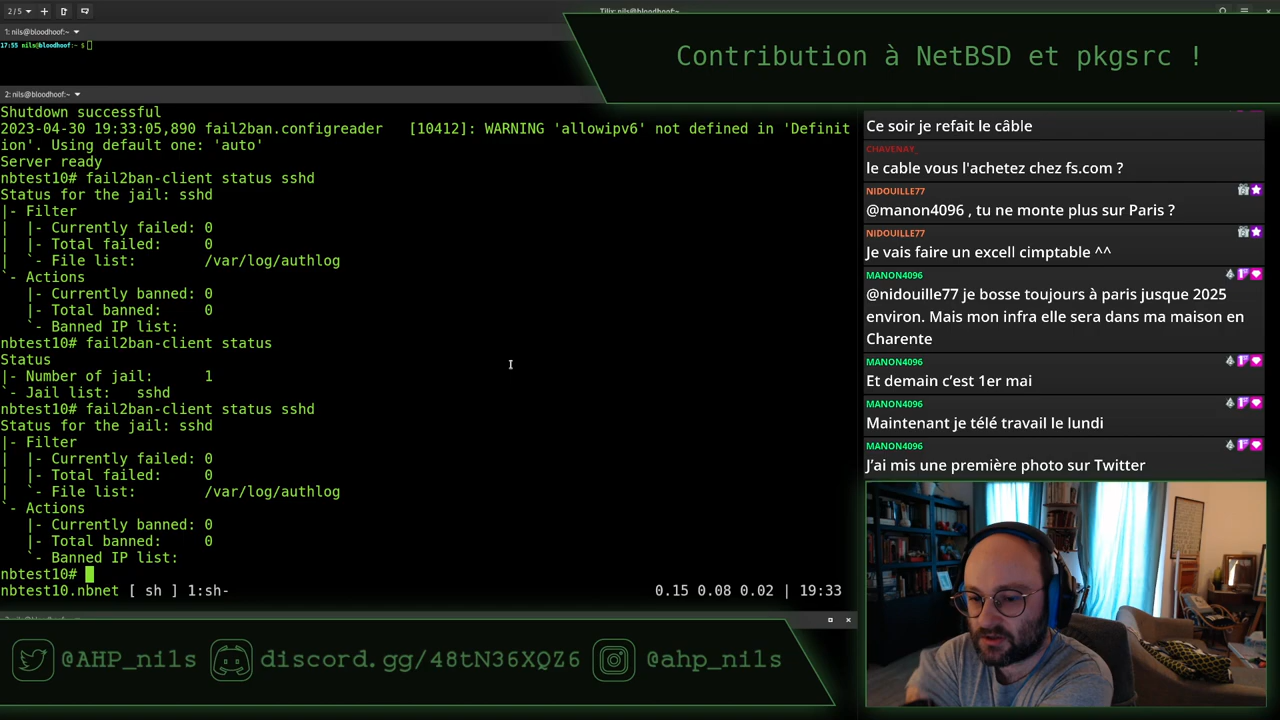 2/5
Tilix: nils@bloodhoof:~
1: nils@bloodhoof:~
17:55 nils@bloodhoof:~ $
Contribution à NetBSD et pkgsrc !
2: nils@bloodhoof:~
Shutdown successful
2023-04-30 19:33:05,890 fail2ban.configreader   [10412]: WARNING 'allowipv6' not defined in 'Definit
ion'. Using default one: 'auto'
Server ready
nbtest10# fail2ban-client status sshd
Status for the jail: sshd
|- Filter
|  |- Currently failed: 0
|  |- Total failed:     0
|  `- File list:        /var/log/authlog
`- Actions
   |- Currently banned: 0
   |- Total banned:     0
   `- Banned IP list:
nbtest10# fail2ban-client status
Status
|- Number of jail:      1
`- Jail list:   sshd
nbtest10# fail2ban-client status sshd
Status for the jail: sshd
|- Filter
|  |- Currently failed: 0
|  |- Total failed:     0
|  `- File list:        /var/log/authlog
`- Actions
   |- Currently banned: 0
   |- Total banned:     0
   `- Banned IP list:
nbtest10#
nbtest10.nbnet [ sh ] 1:sh-
0.15 0.08 0.02 | 19:33
Ce soir je refait le câble
CHAVENAY_
le cable vous l'achetez chez fs.com ?
NIDOUILLE77
@manon4096 , tu ne monte plus sur Paris ?
NIDOUILLE77
Je vais faire un excell cimptable ^^
MANON4096
@nidouille77 je bosse toujours à paris jusque 2025
environ. Mais mon infra elle sera dans ma maison en
Charente
MANON4096
Et demain c’est 1er mai
MANON4096
Maintenant je télé travail le lundi
MANON4096
J’ai mis une première photo sur Twitter
@AHP_nils
discord.gg/48tN36XQZ6
@ahp_nils